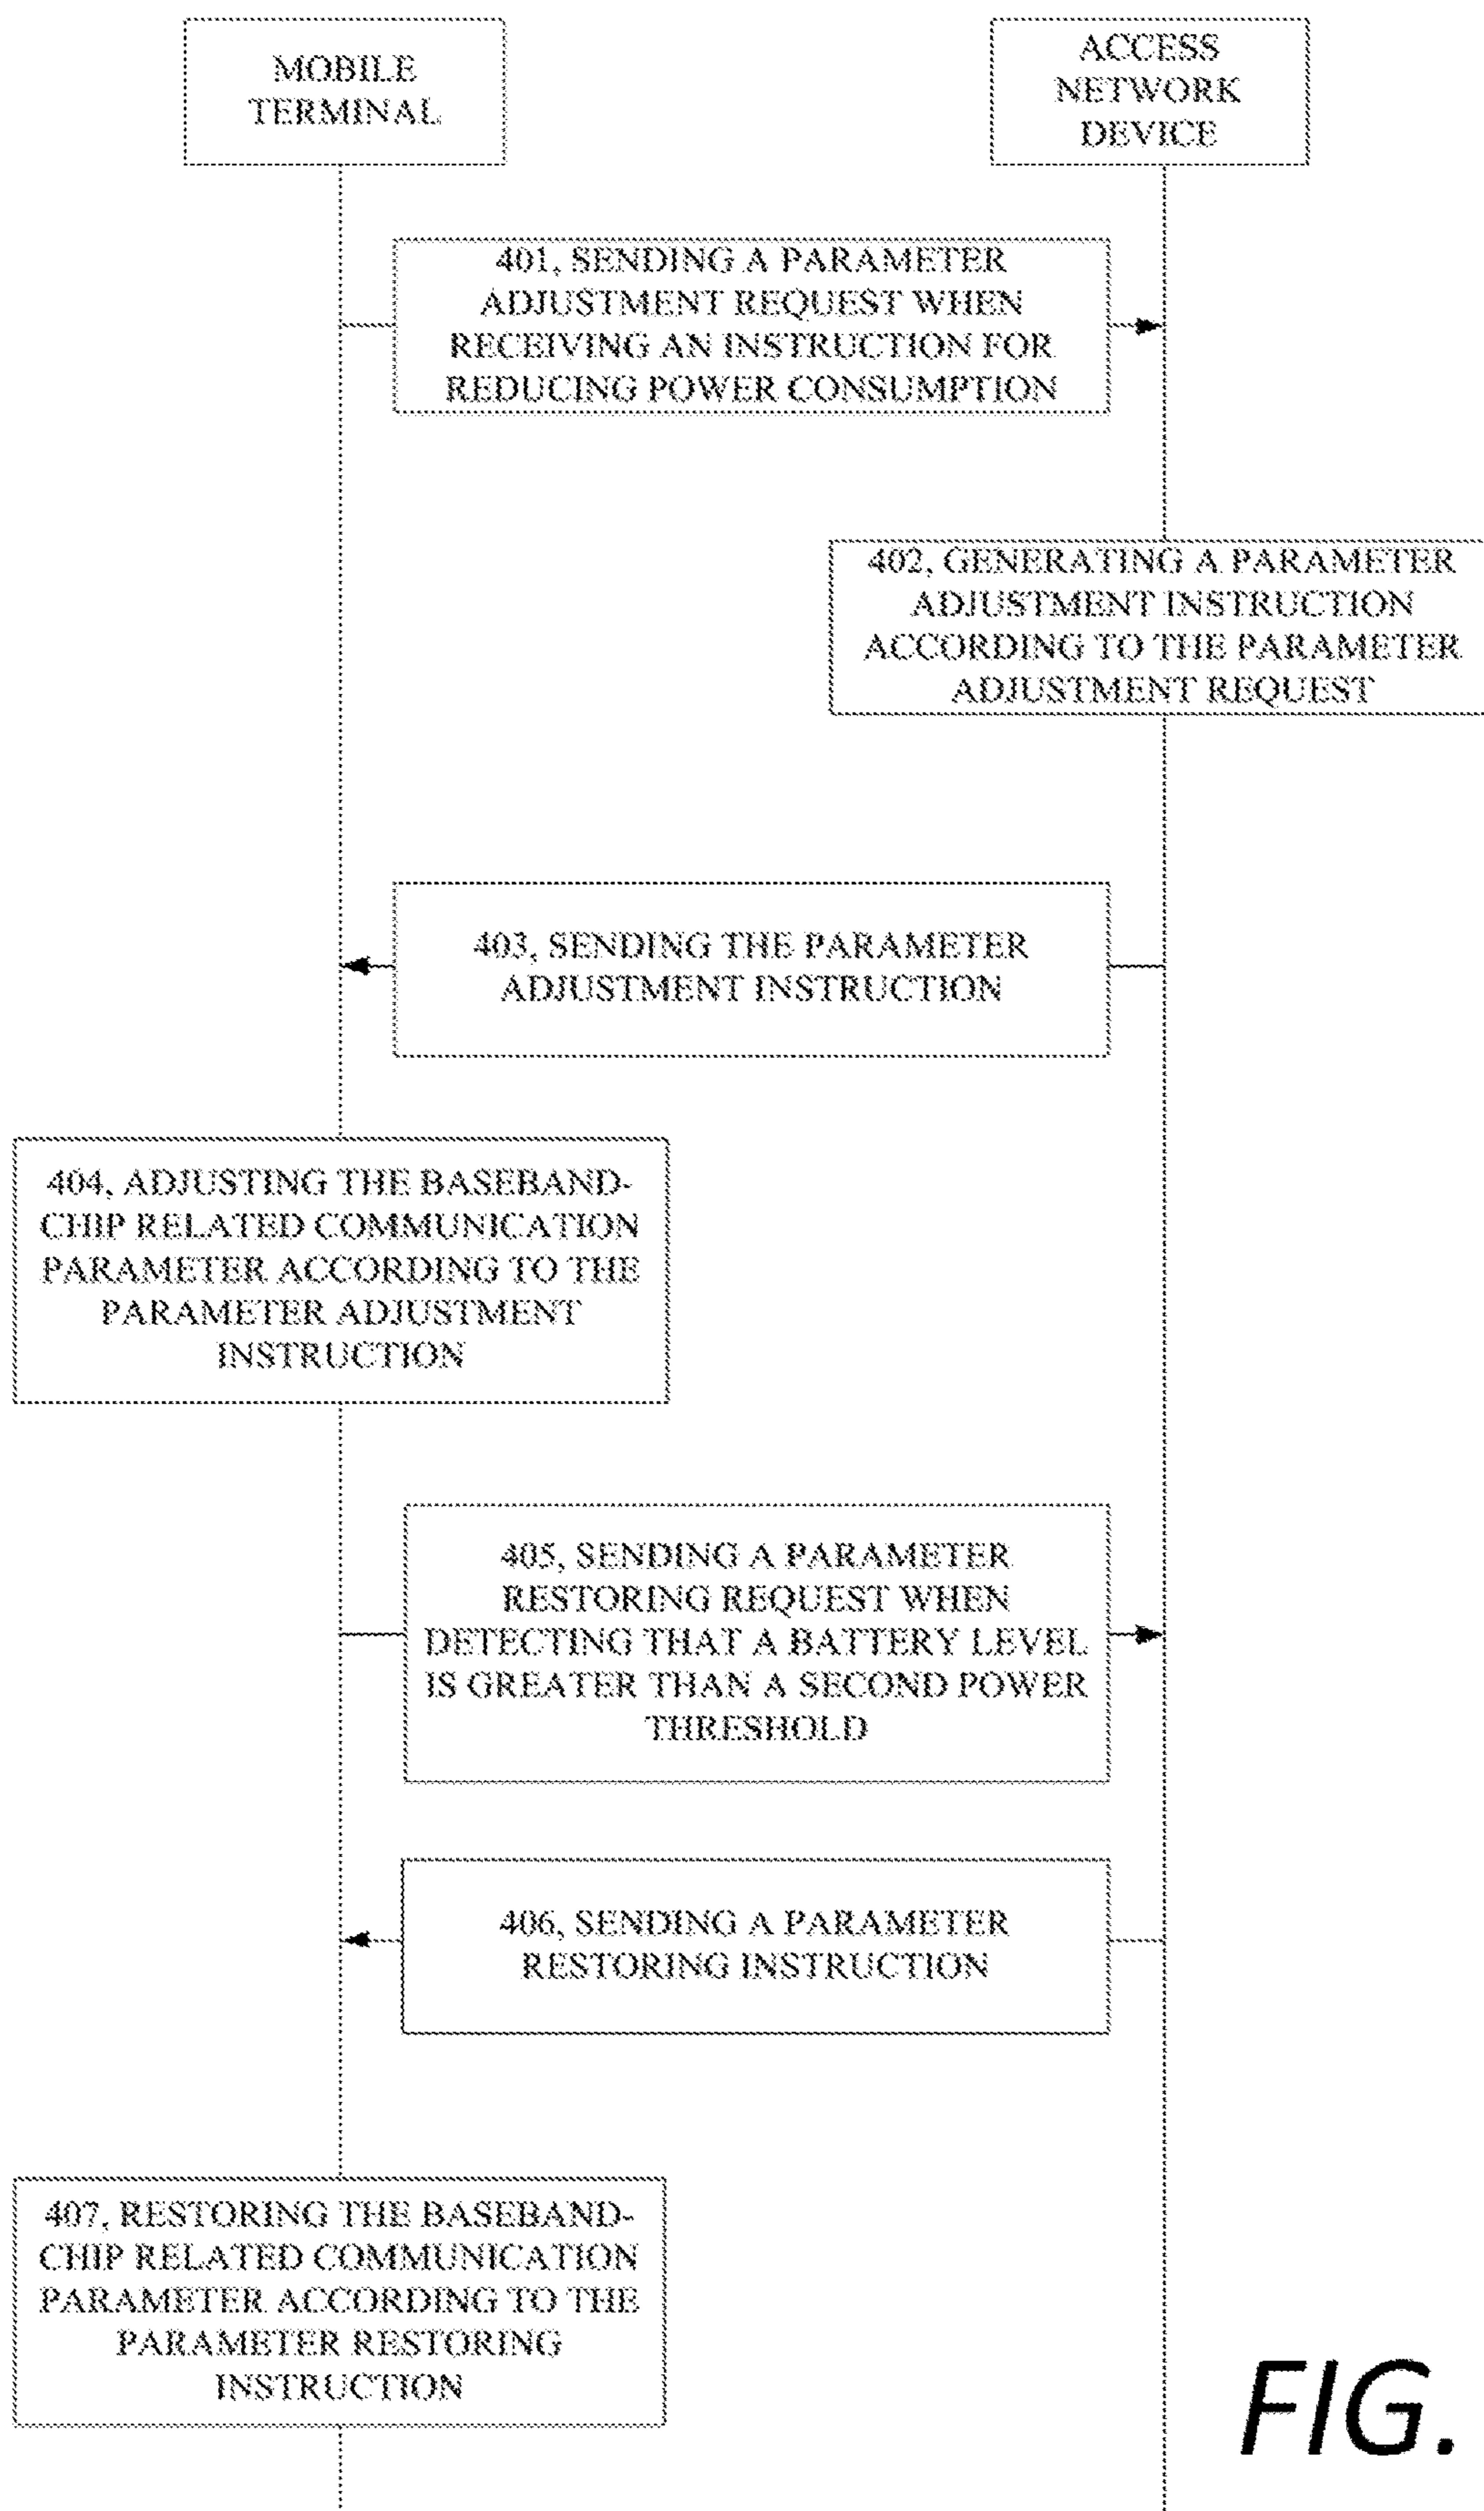 MOBILE
TERMINAL
ACCESS
NETWORK
DEVICE
401, SENDING A PARAMETER
ADJUSTMENT REQUEST WHEN
RECEIVING AN INSTRUCTION FOR
REDUCING POWER CONSUMPTION
402, GENERATING A PARAMETER
ADJUSTMENT INSTRUCTION
ACCORDING TO THE PARAMETER
ADJUSTMENT REQUEST
403, SENDING THE PARAMETER
ADJUSTMENT INSTRUCTION
404, ADJUSTING THE BASEBAND-
CHIP RELATED COMMUNICATION
PARAMETER ACCORDING TO THE
PARAMETER ADJUSTMENT
INSTRUCTION
405, SENDING A PARAMETER
RESTORING REQUEST WHEN
DETECTING THAT A BATTERY LEVEL
IS GREATER THAN A SECOND POWER
THRESHOLD
406, SENDING A PARAMETER
RESTORING INSTRUCTION
407, RESTORING THE BASEBAND-
CHIP RELATED COMMUNICATION
PARAMETER ACCORDING TO THE
PARAMETER RESTORING
INSTRUCTION
FIG.